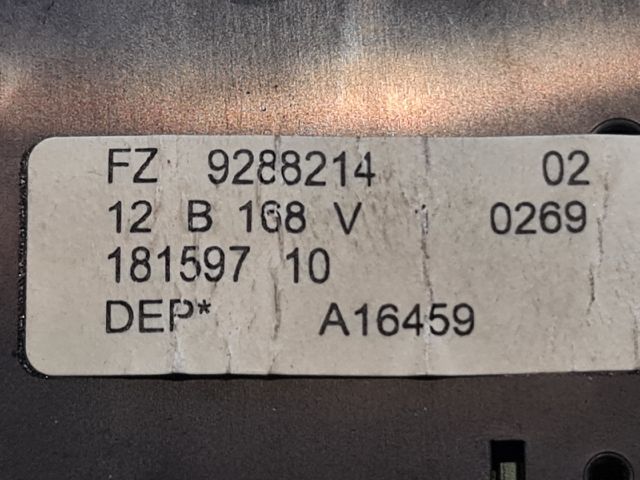 FZ 9288214 02
12 B 168 V 0269
181597 10
DEP* A16459